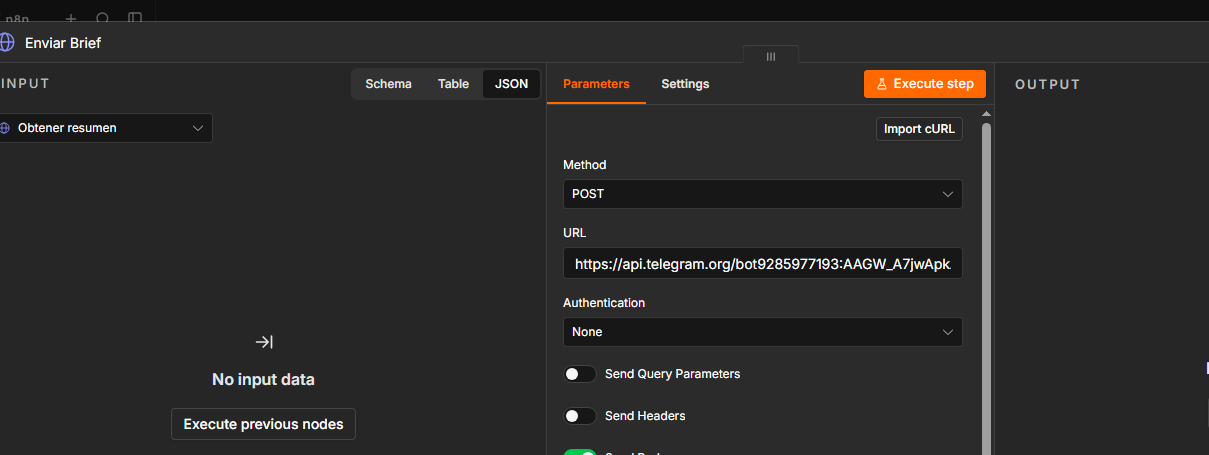 n8n
Enviar Brief
INPUT
Schema Table JSON
Parameters Settings
Execute step
OUTPUT
Obtener resumen
Import cURL
Method
POST
URL
https://api.telegram.org/bot9285977193:AAGW_A7jwApk
Authentication
None
No input data
Send Query Parameters
Send Headers
Execute previous nodes